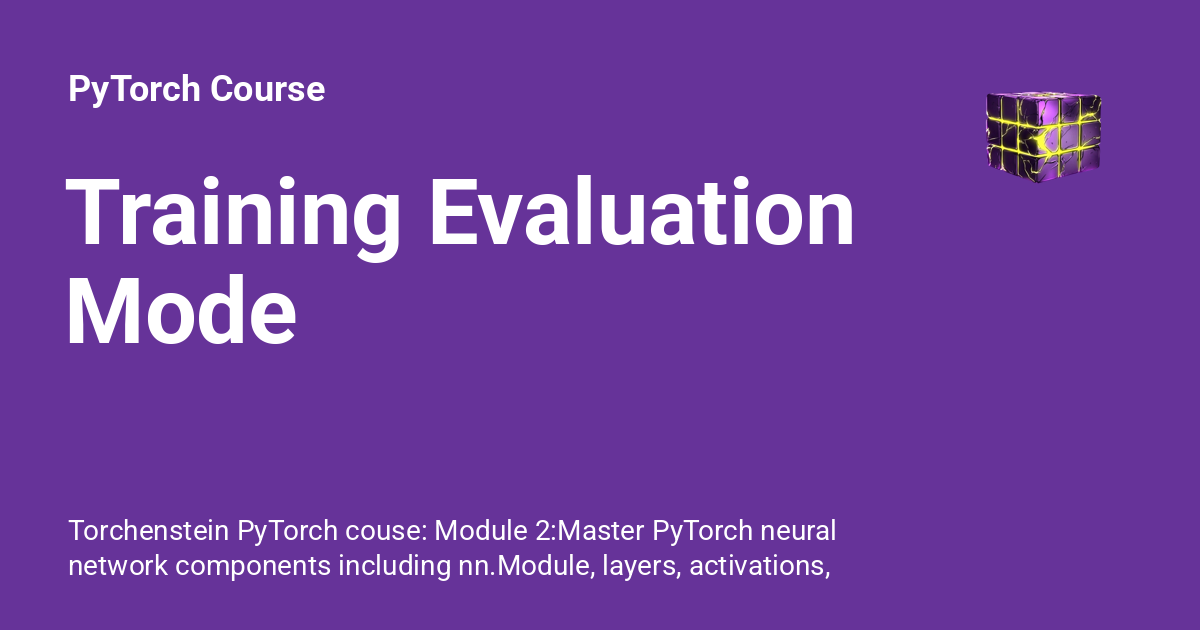 PyTorch Course
Training Evaluation
Mode
Torchenstein PyTorch couse: Module 2:Master PyTorch neural
network components including nn.Module, layers, activations,